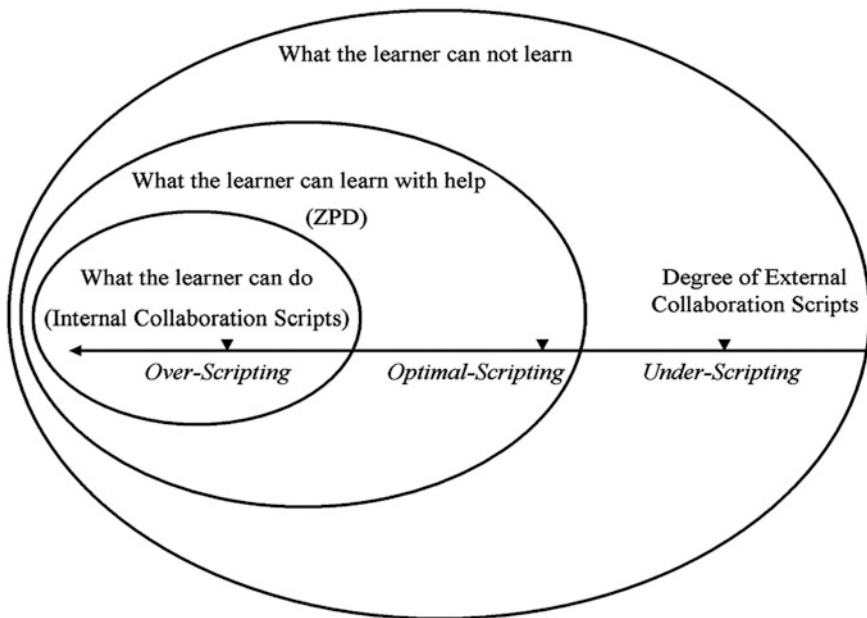 What the learner can not learn
What the learner can learn with help
(ZPD)
What the learner can do
(Internal Collaboration Scripts)
Degree of External
Collaboration Scripts
Over-Scripting
Optimal-Scripting
Under-Scripting